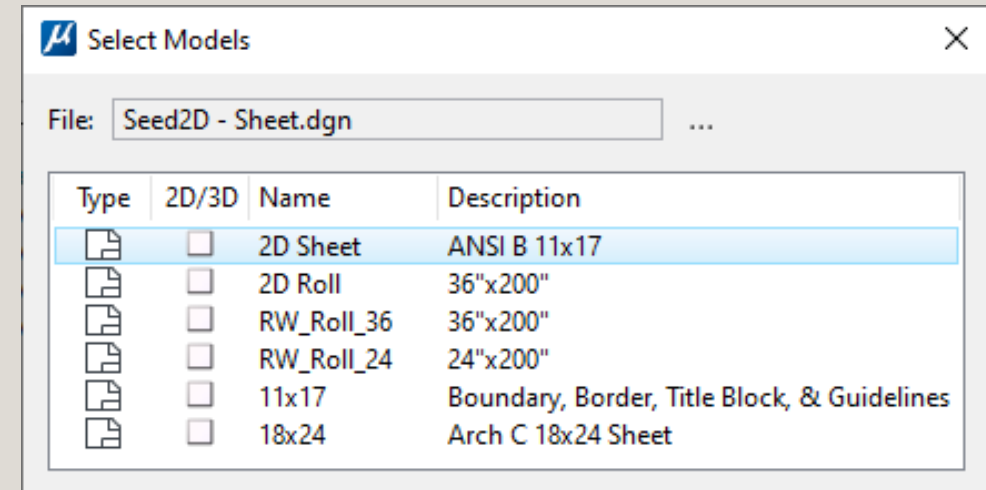 Select Models
File: Seed2D - Sheet.dgn ...
Type 2D/3D Name Description
2D Sheet ANSI B 11x17
2D Roll 36"x200"
RW_Roll_36 36"x200"
RW_Roll_24 24"x200"
11x17 Boundary, Border, Title Block, & Guidelines
18x24 Arch C 18x24 Sheet